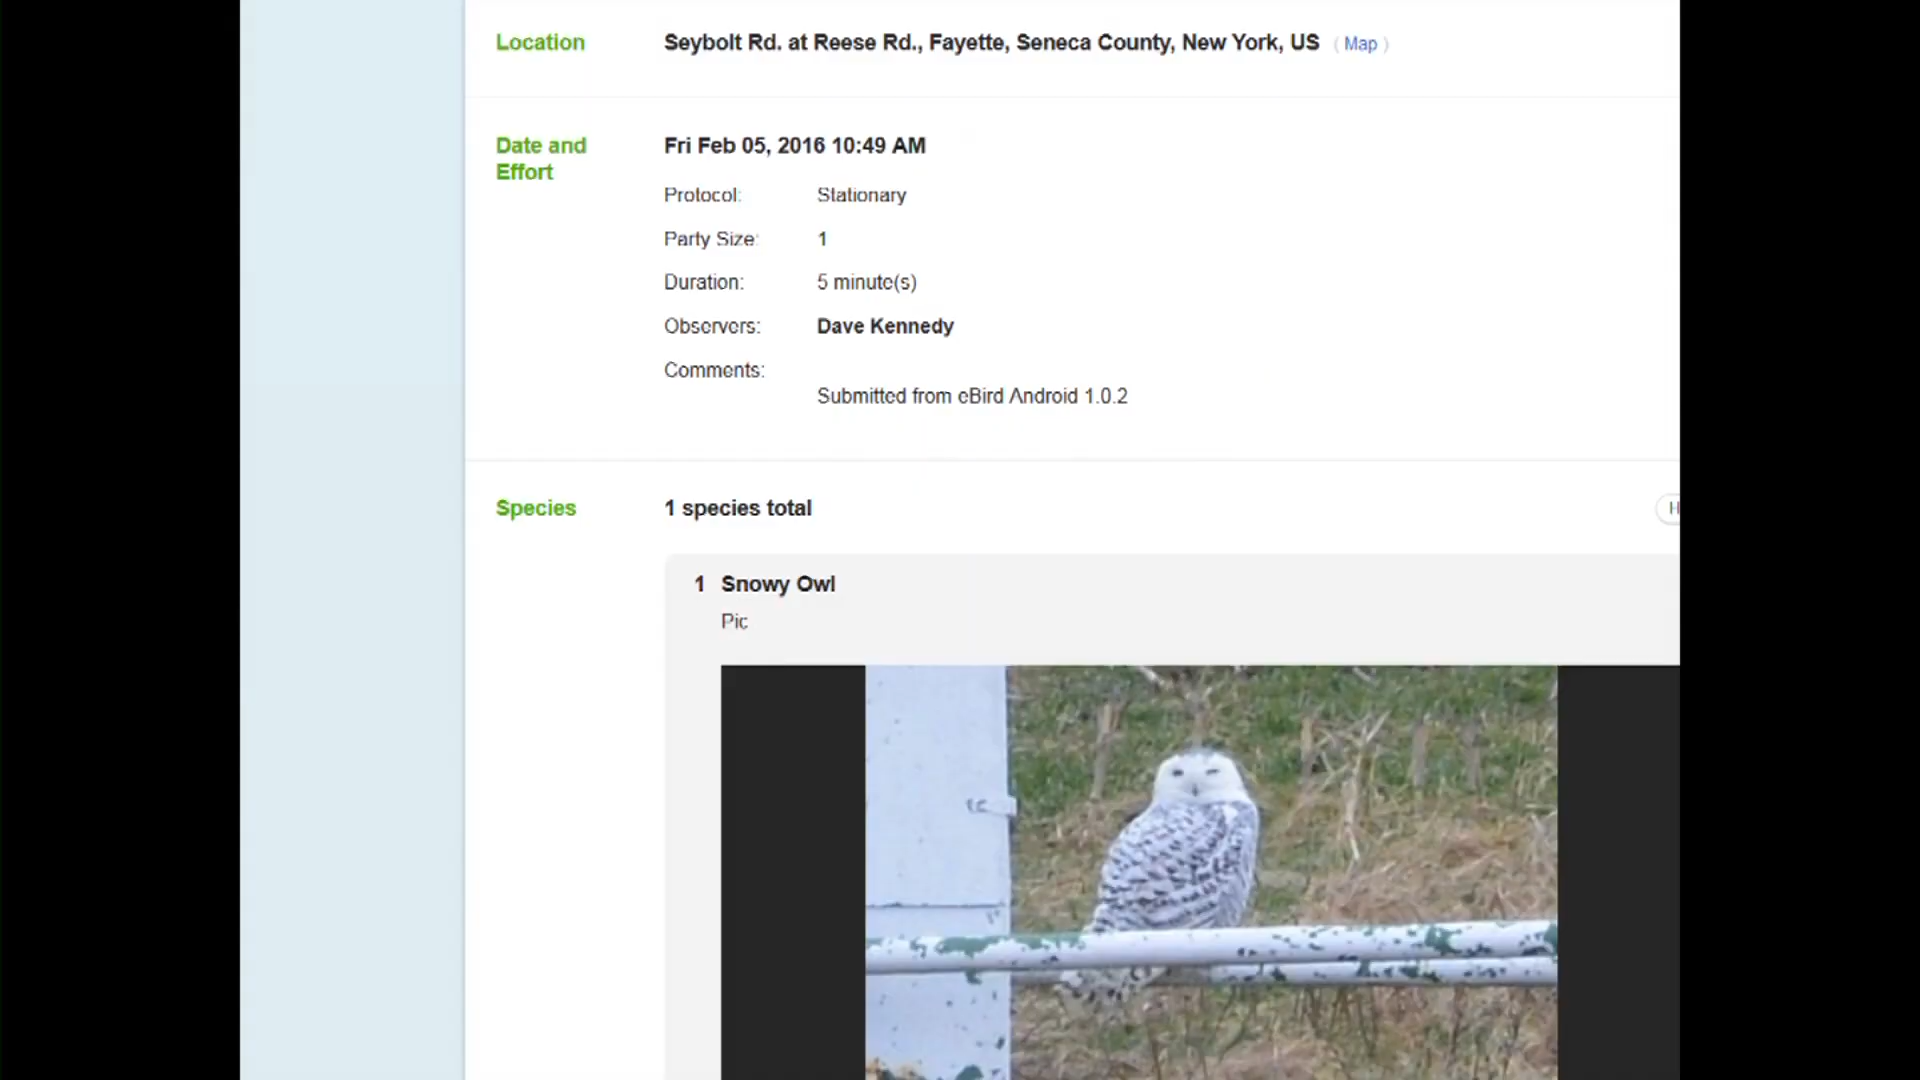 Location Seybolt Rd. at Reese Rd., Fayette, Seneca County, New York, US ( Map )
Date and Effort Fri Feb 05, 2016 10:49 AM
Protocol: Stationary
Party Size: 1
Duration: 5 minute(s)
Observers: Dave Kennedy
Comments:
Submitted from eBird Android 1.0.2
Species 1 species total
1 Snowy Owl
Pic